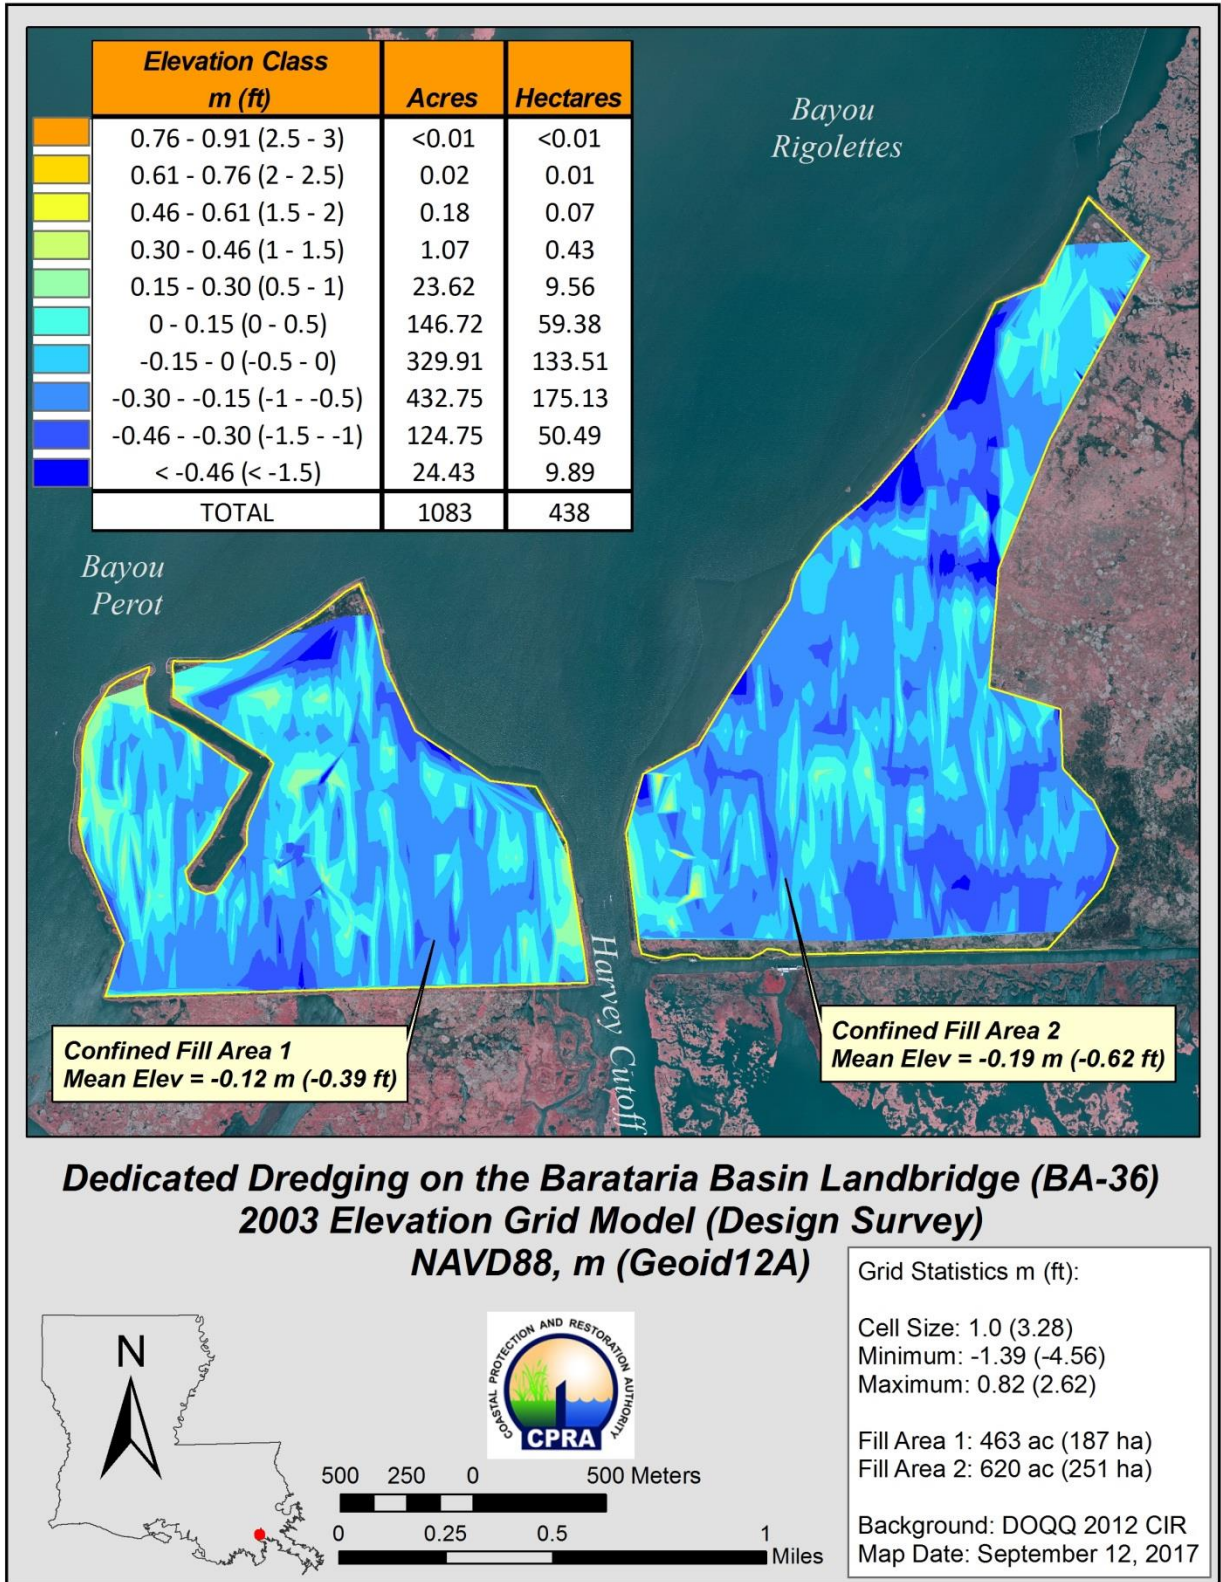 Elevation Class
m (ft) Acres Hectares
0.76 - 0.91 (2.5 - 3) <0.01 <0.01
0.61 - 0.76 (2 - 2.5) 0.02 0.01
0.46 - 0.61 (1.5 - 2) 0.18 0.07
0.30 - 0.46 (1 - 1.5) 1.07 0.43
0.15 - 0.30 (0.5 - 1) 23.62 9.56
0 - 0.15 (0 - 0.5) 146.72 59.38
-0.15 - 0 (-0.5 - 0) 329.91 133.51
-0.30 - -0.15 (-1 - -0.5) 432.75 175.13
-0.46 - -0.30 (-1.5 - -1) 124.75 50.49
< -0.46 (< -1.5) 24.43 9.89
TOTAL 1083 438
Bayou
Rigolettes
Bayou
Perot
Harvey Cutoff
Confined Fill Area 1
Mean Elev = -0.12 m (-0.39 ft)
Confined Fill Area 2
Mean Elev = -0.19 m (-0.62 ft)
Dedicated Dredging on the Barataria Basin Landbridge (BA-36)
2003 Elevation Grid Model (Design Survey)
NAVD88, m (Geoid12A)
N
COASTAL PROTECTION AND RESTORATION AUTHORITY
CPRA
500 250 0 500 Meters
0 0.25 0.5 1
Miles
Grid Statistics m (ft):
Cell Size: 1.0 (3.28)
Minimum: -1.39 (-4.56)
Maximum: 0.82 (2.62)
Fill Area 1: 463 ac (187 ha)
Fill Area 2: 620 ac (251 ha)
Background: DOQQ 2012 CIR
Map Date: September 12, 2017